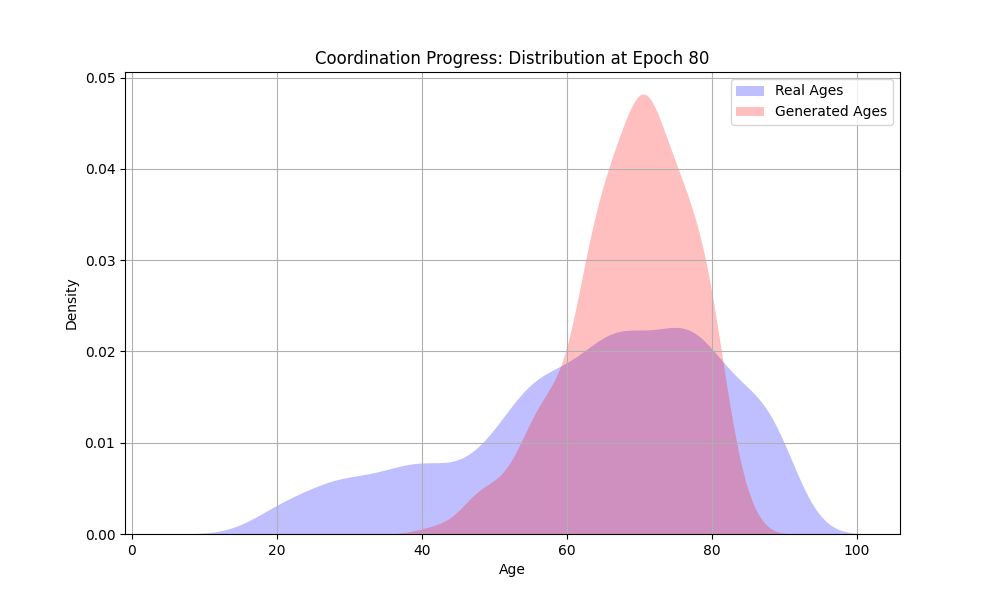 Coordination Progress: Distribution at Epoch 80
Real Ages
Generated Ages
0.05
0.04
0.03
0.02
0.01
0.00
Density
0 20 40 60 80 100
Age